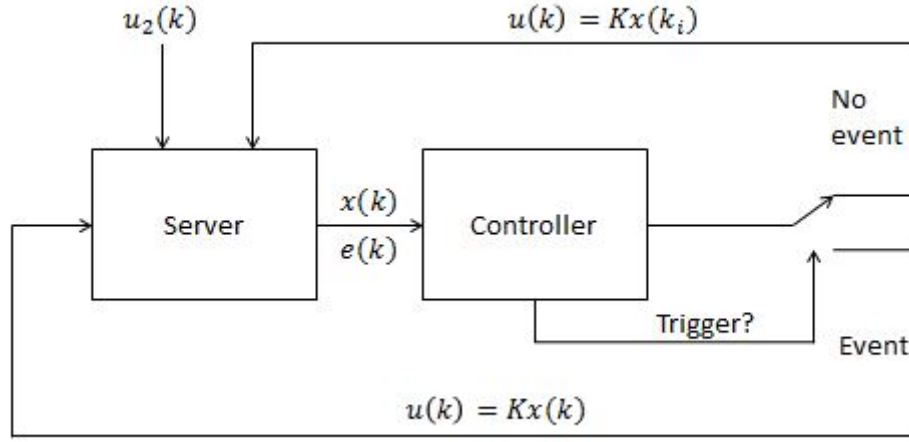 u₂(k)
u(k) = Kx(kᵢ)
No
event
Server
x(k)
e(k)
Controller
Trigger?
Event
u(k) = Kx(k)